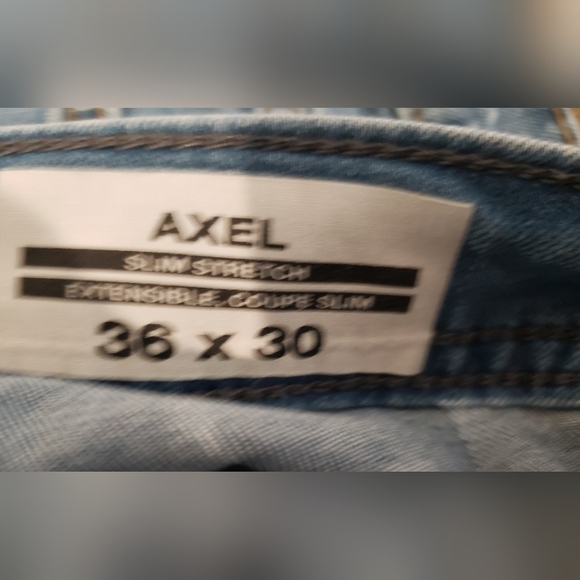 AXEL
SLIM STRETCH
EXTENSIBLE, COUPE SLIM
36 x 30